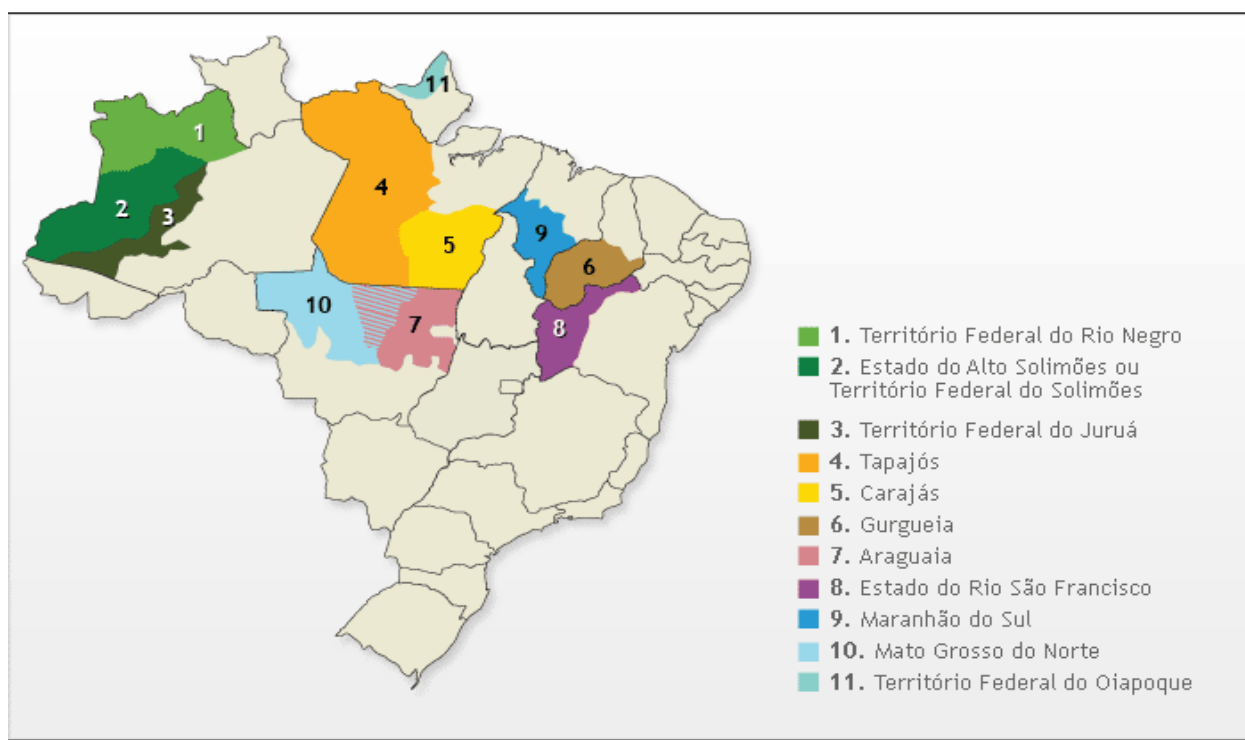 11
1
4
2
3
9
5
6
10
7
8
1. Território Federal do Rio Negro
2. Estado do Alto Solimões ou
Território Federal do Solimões
3. Território Federal do Juruá
4. Tapajós
5. Carajás
6. Gurgueia
7. Araguaia
8. Estado do Rio São Francisco
9. Maranhão do Sul
10. Mato Grosso do Norte
11. Território Federal do Oiapoque